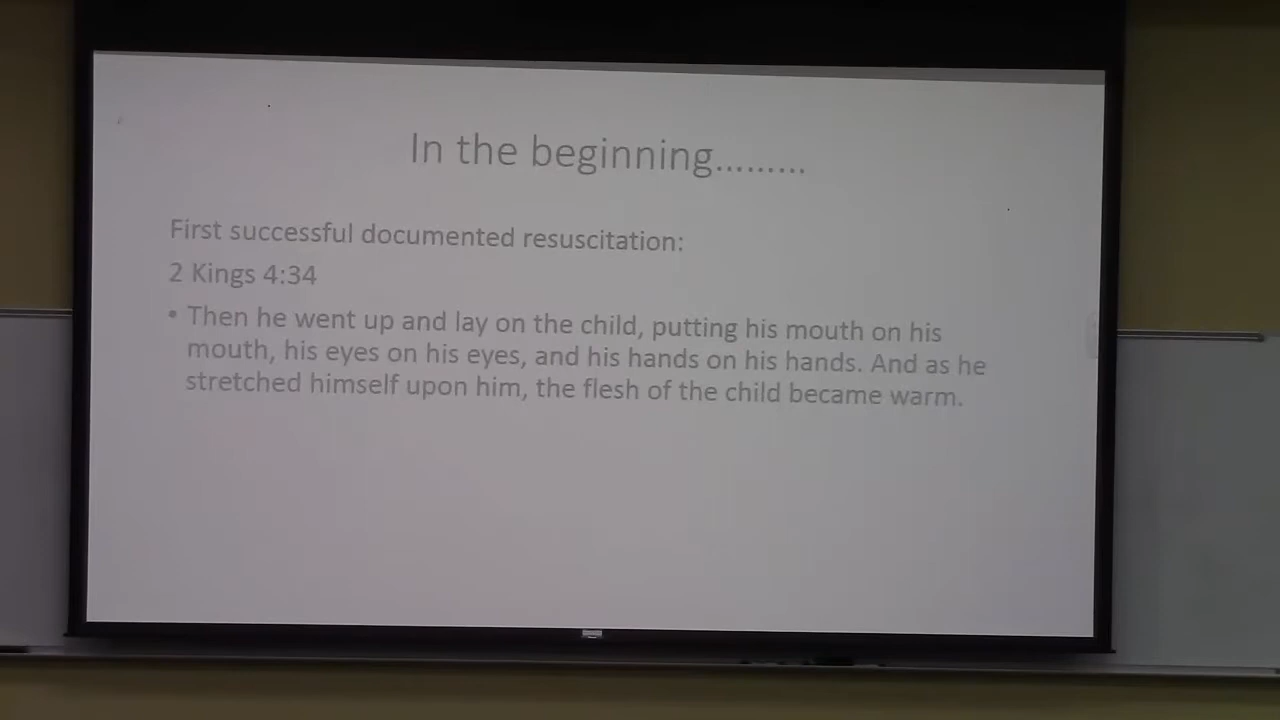 In the beginning.........
First successful documented resuscitation:
2 Kings 4:34
• Then he went up and lay on the child, putting his mouth on his
mouth, his eyes on his eyes, and his hands on his hands. And as he
stretched himself upon him, the flesh of the child became warm.